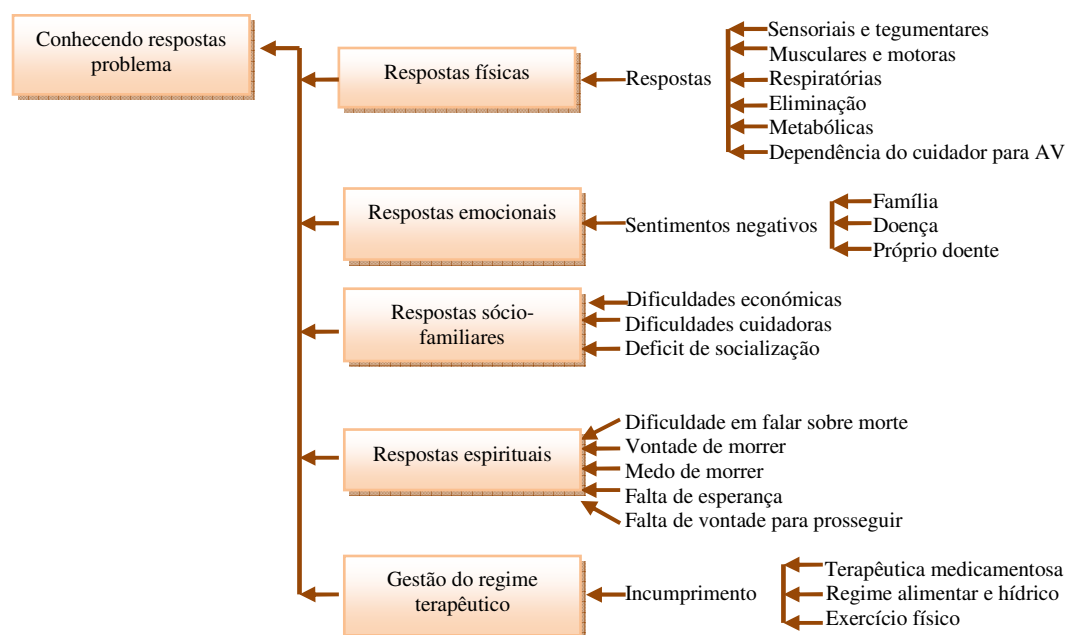 Conhecendo respostas
problema
Respostas físicas
Respostas
Sensoriais e tegumentares
Musculares e motoras
Respiratórias
Eliminação
Metabólicas
Dependência do cuidador para AV
Respostas emocionais
Sentimentos negativos
Família
Doença
Próprio doente
Respostas sócio-
familiares
Dificuldades económicas
Dificuldades cuidadoras
Deficit de socialização
Respostas espirituais
Dificuldade em falar sobre morte
Vontade de morrer
Medo de morrer
Falta de esperança
Falta de vontade para prosseguir
Gestão do regime
terapêutico
Incumprimento
Terapêutica medicamentosa
Regime alimentar e hídrico
Exercício físico